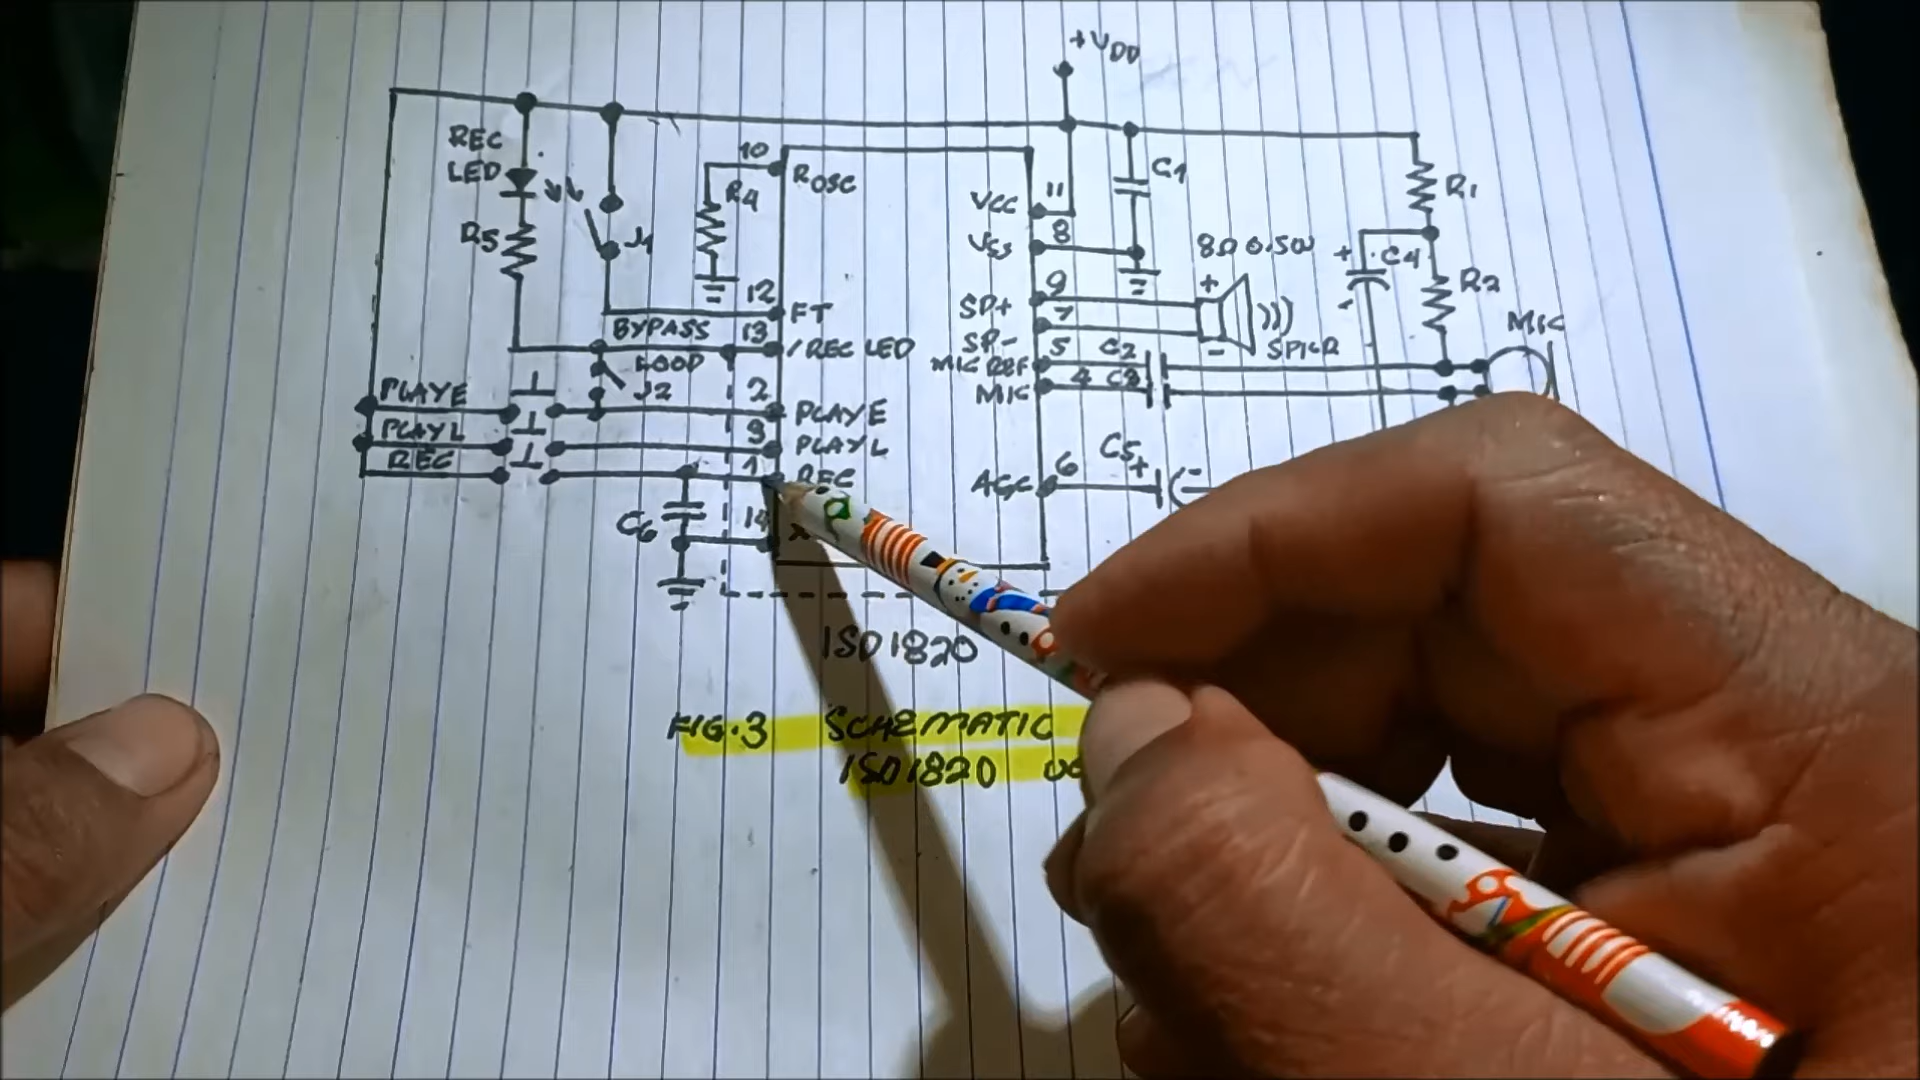 +VDD
REC
LED
R5
J1
10
ROSC
R4
12
FT
BYPASS
13
/REC LED
LOOP
J2
2
PLAYE
PLAYE
3
PLAYL
PLAYL
1
REC
REC
C6
14
X
VCC
11
VSS
8
C1
R1
8Ω 0.5W
+
+
C4
-
R2
SP+
9
SP-
7
-
SPKR
MIC
MIC REF
5
C2
MIC
4
C3
AGC
6
C5
+
-
ISD1820
FIG.3 SCHEMATIC
ISD1820